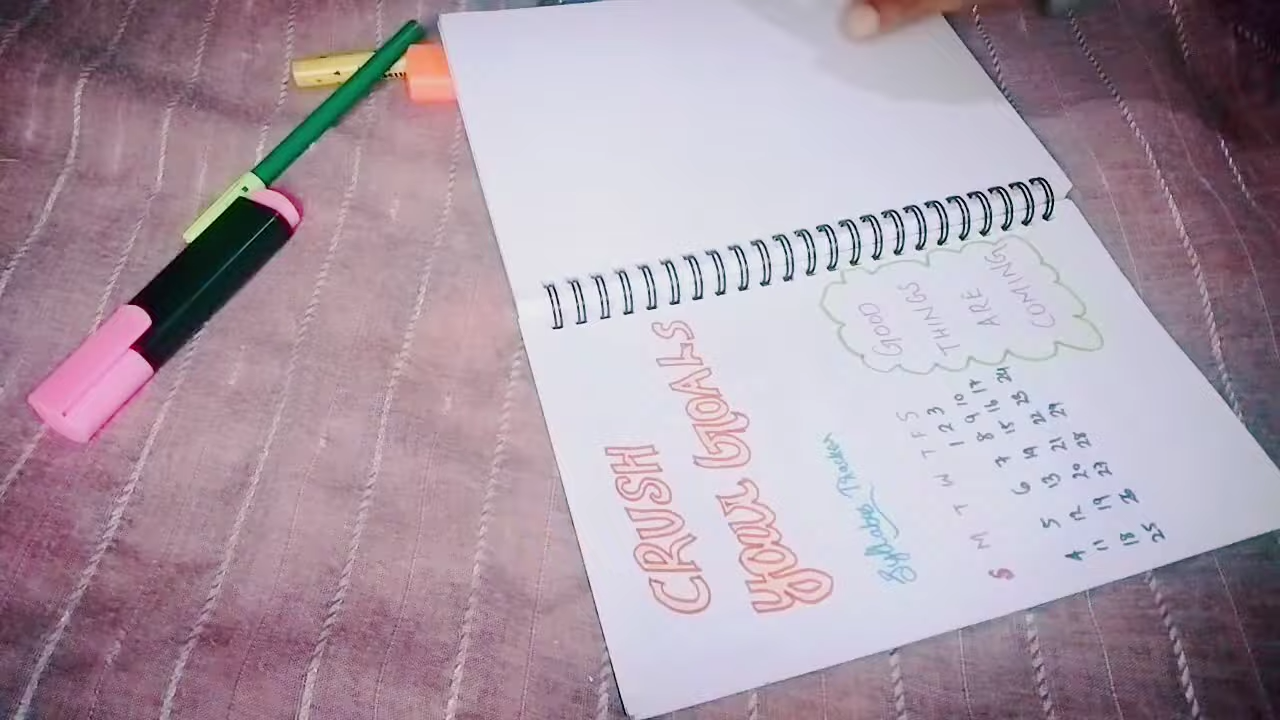 CRUSH
Your GOALS
Syllabus Tracker
GOOD
THINGS
ARE
COMING
S M T W T F S
1 2 3
4 5 6 7 8 9 10
11 12 13 14 15 16 17
18 19 20 21 22 23 24
25 26 27 28 29